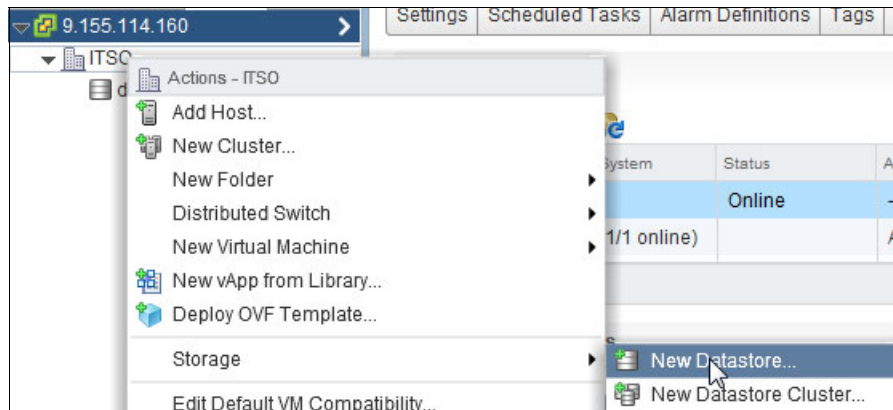 Settings Scheduled Tasks Alarm Definitions Tags
9.155.114.160
ITSO
Actions - ITSO
Add Host...
New Cluster...
New Folder
Distributed Switch
New Virtual Machine
New vApp from Library...
Deploy OVF Template...
Storage
Edit Default VM Compatibility...
System Status
Online
1/1 online)
New Datastore...
New Datastore Cluster...